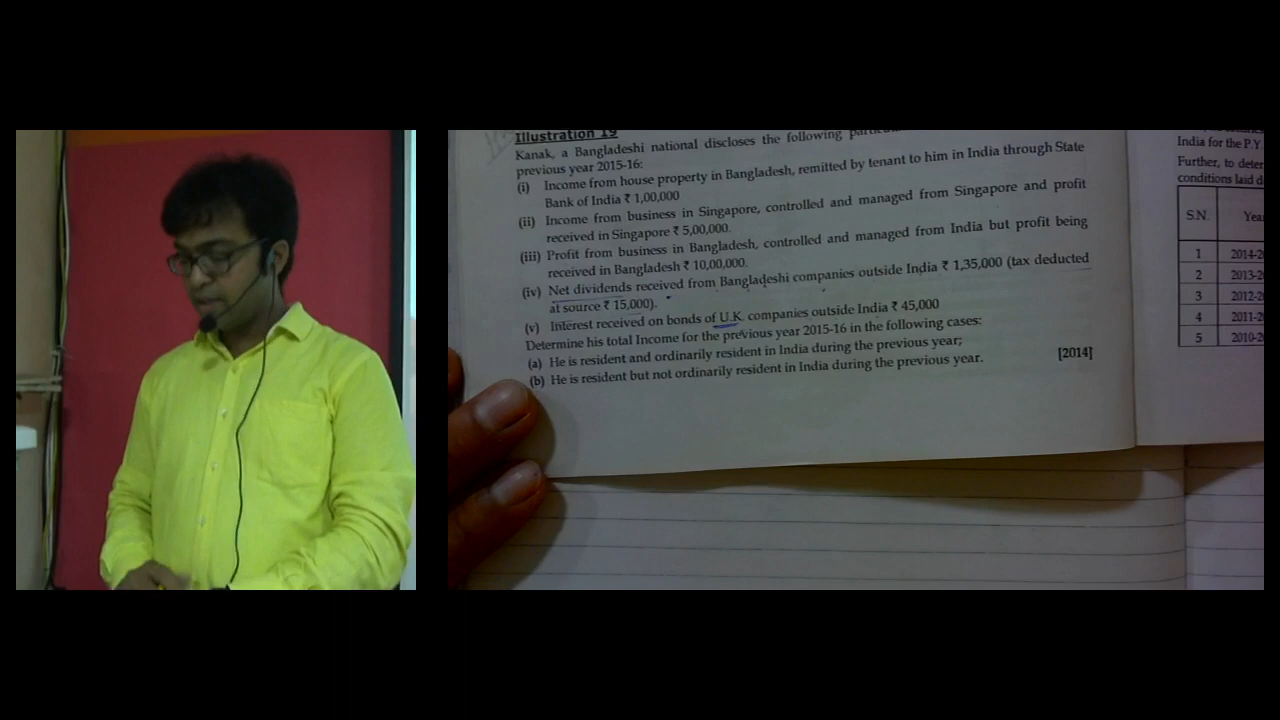 Illustration 19
Kanak, a Bangladeshi national discloses the following
previous year 2015-16:
(i) Income from house property in Bangladesh, remitted by tenant to him in India through State
Bank of India ₹ 1,00,000
(ii) Income from business in Singapore, controlled and managed from Singapore and profit
received in Singapore ₹ 5,00,000.
(iii) Profit from business in Bangladesh, controlled and managed from India but profit being
received in Bangladesh ₹ 10,00,000.
(iv) Net dividends received from Bangladeshi companies outside India ₹ 1,35,000 (tax deducted
at source ₹ 15,000).
(v) Interest received on bonds of U.K. companies outside India ₹ 45,000
Determine his total Income for the previous year 2015-16 in the following cases:
(a) He is resident and ordinarily resident in India during the previous year;
(b) He is resident but not ordinarily resident in India during the previous year.
[2014]
India for the P.Y.
Further, to deter
conditions laid d
S.N. Yea
1 2014-2
2 2013-2
3 2012-2
4 2011-2
5 2010-2